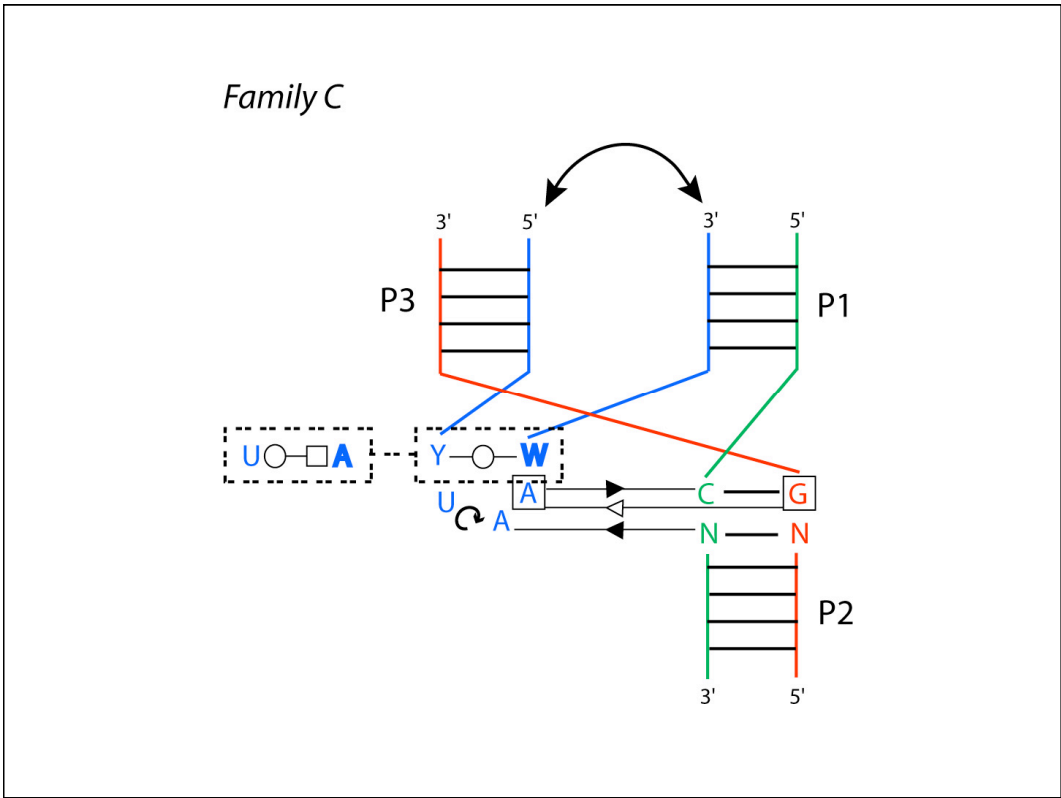 Family C
3' 5' 3' 5'
P3 P1
U A Y W
U A C G
A N N
P2
3' 5'